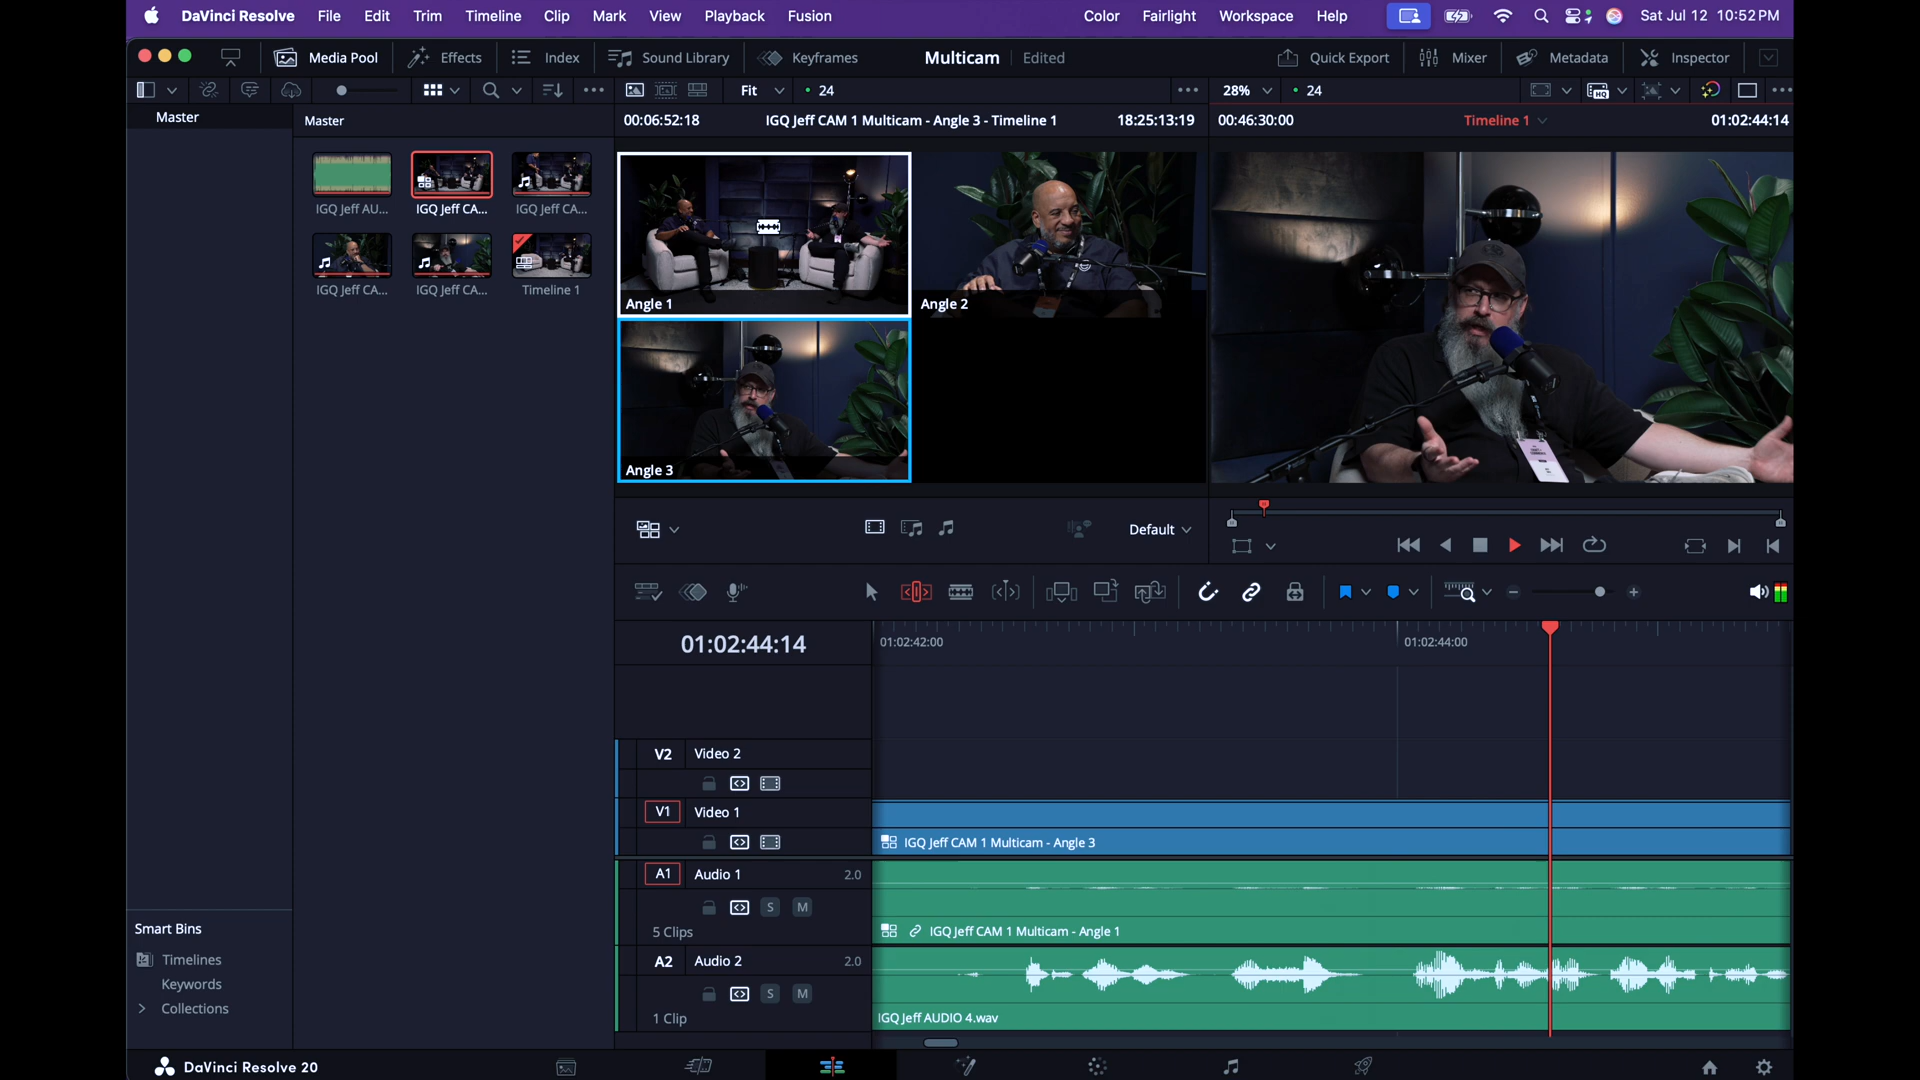 DaVinci Resolve File Edit Trim Timeline Clip Mark View Playback Fusion Color Fairlight Workspace Help Sat Jul 12 10:52 PM
Media Pool Effects Index Sound Library Keyframes Multicam Edited Quick Export Mixer Metadata Inspector
Fit 24 28% HQ 24
Master Master 00:06:52:18 IGQ Jeff CAM 1 Multicam - Angle 3 - Timeline 1 18:25:13:19 00:46:30:00 Timeline 1 01:02:44:14
IGQ Jeff AU... IGQ Jeff CA... IGQ Jeff CA...
IGQ Jeff CA... IGQ Jeff CA... Timeline 1
Angle 1 Angle 2
Angle 3
Default
01:02:44:14 01:02:42:00 01:02:44:00
V2 Video 2
V1 Video 1
IGQ Jeff CAM 1 Multicam - Angle 3
A1 Audio 1 2.0
S M
5 Clips IGQ Jeff CAM 1 Multicam - Angle 1
A2 Audio 2 2.0
S M
1 Clip IGQ Jeff AUDIO 4.wav
Smart Bins
Timelines
Keywords
Collections
DaVinci Resolve 20